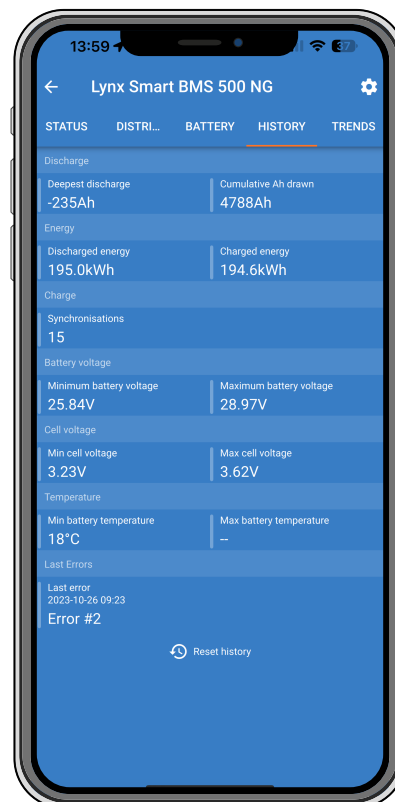 13:59
37
Lynx Smart BMS 500 NG
STATUS DISTRI... BATTERY HISTORY TRENDS
Discharge
Deepest discharge Cumulative Ah drawn
-235Ah 4788Ah
Energy
Discharged energy Charged energy
195.0kWh 194.6kWh
Charge
Synchronisations
15
Battery voltage
Minimum battery voltage Maximum battery voltage
25.84V 28.97V
Cell voltage
Min cell voltage Max cell voltage
3.23V 3.62V
Temperature
Min battery temperature Max battery temperature
18°C --
Last Errors
Last error
2023-10-26 09:23
Error #2
Reset history